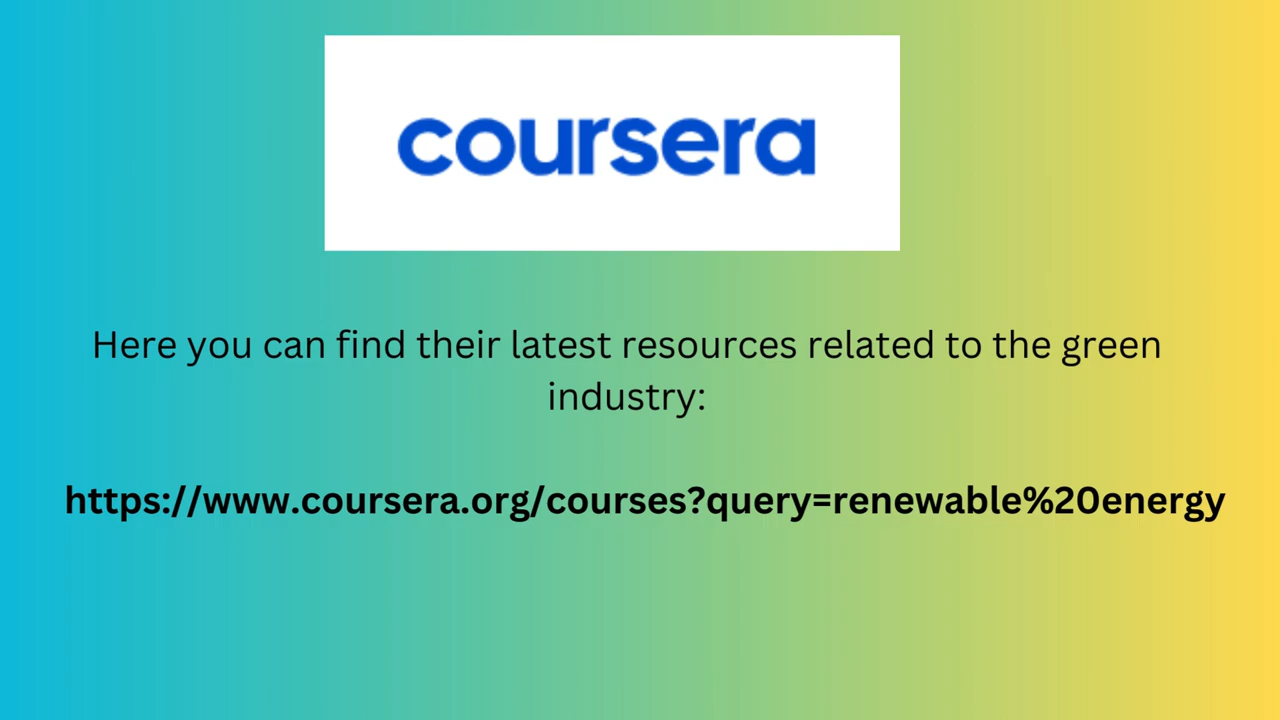 coursera
Here you can find their latest resources related to the green
industry:
https://www.coursera.org/courses?query=renewable%20energy